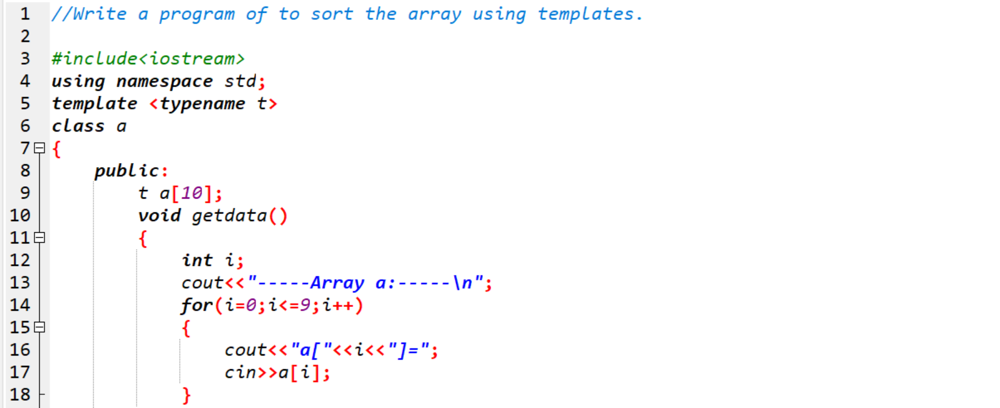 1 //Write a program of to sort the array using templates.
2
3 #include<iostream>
4 using namespace std;
5 template <typename t>
6 class a
7 {
8 public:
9 t a[10];
10 void getdata()
11 {
12 int i;
13 cout<<"-----Array a:-----\n";
14 for(i=0;i<=9;i++)
15 {
16 cout<<"a["<<i<<"]=";
17 cin>>a[i];
18 }